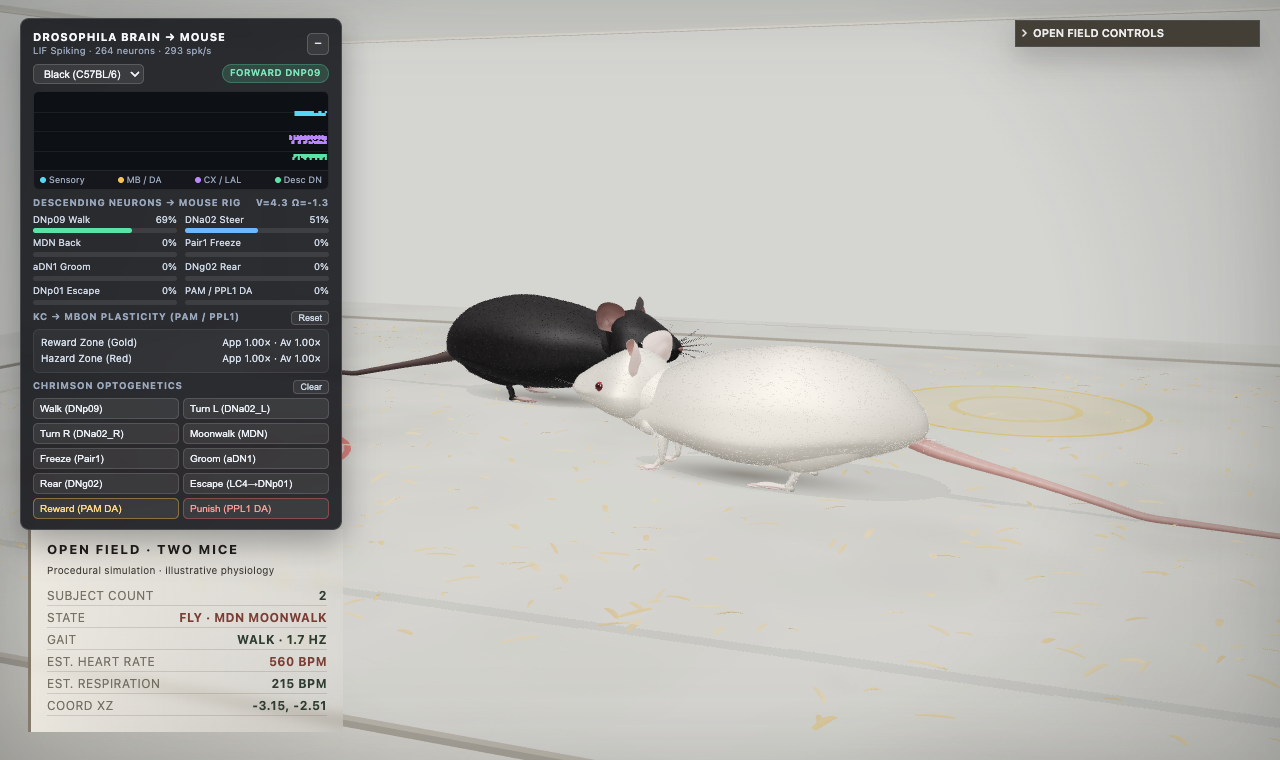 DROSOPHILA BRAIN → MOUSE
LIF Spiking · 264 neurons · 293 spk/s
−
Black (C57BL/6)
FORWARD DNP09
Sensory MB / DA CX / LAL Desc DN
DESCENDING NEURONS → MOUSE RIG V=4.3 Ω=-1.3
DNp09 Walk 69% DNa02 Steer 51%
MDN Back 0% Pair1 Freeze 0%
aDN1 Groom 0% DNg02 Rear 0%
DNp01 Escape 0% PAM / PPL1 DA 0%
KC → MBON PLASTICITY (PAM / PPL1) Reset
Reward Zone (Gold) App 1.00× · Av 1.00×
Hazard Zone (Red) App 1.00× · Av 1.00×
CHRIMSON OPTOGENETICS Clear
Walk (DNp09) Turn L (DNa02_L)
Turn R (DNa02_R) Moonwalk (MDN)
Freeze (Pair1) Groom (aDN1)
Rear (DNg02) Escape (LC4→DNp01)
Reward (PAM DA) Punish (PPL1 DA)
OPEN FIELD · TWO MICE
Procedural simulation · illustrative physiology
SUBJECT COUNT 2
STATE FLY · MDN MOONWALK
GAIT WALK · 1.7 HZ
EST. HEART RATE 560 BPM
EST. RESPIRATION 215 BPM
COORD XZ -3.15, -2.51
OPEN FIELD CONTROLS